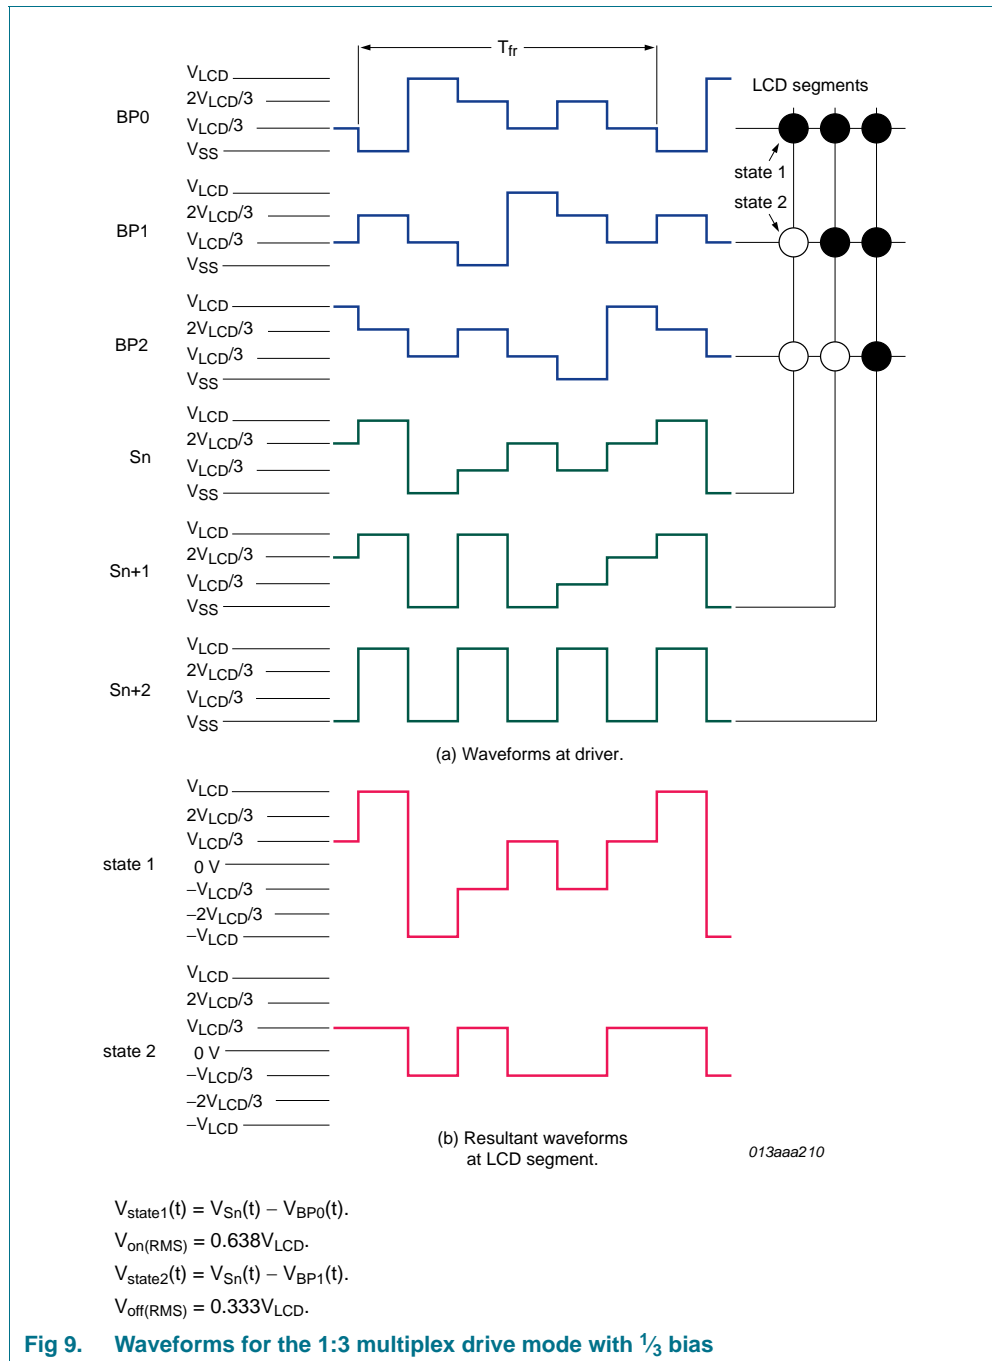 Tfr
VLCD
2VLCD/3
BP0
VLCD/3
VSS
LCD segments
state 1
VLCD
2VLCD/3
BP1
VLCD/3
VSS
state 2
VLCD
2VLCD/3
BP2
VLCD/3
VSS
VLCD
2VLCD/3
Sn
VLCD/3
VSS
VLCD
2VLCD/3
Sn+1
VLCD/3
VSS
VLCD
2VLCD/3
Sn+2
VLCD/3
VSS
(a) Waveforms at driver.
VLCD
2VLCD/3
VLCD/3
state 1
0 V
−VLCD/3
−2VLCD/3
−VLCD
VLCD
2VLCD/3
VLCD/3
state 2
0 V
−VLCD/3
−2VLCD/3
−VLCD
(b) Resultant waveforms
at LCD segment.
013aaa210
Vstate1(t) = VSn(t) − VBP0(t).
Von(RMS) = 0.638VLCD.
Vstate2(t) = VSn(t) − VBP1(t).
Voff(RMS) = 0.333VLCD.
Fig 9. Waveforms for the 1:3 multiplex drive mode with 1⁄3 bias